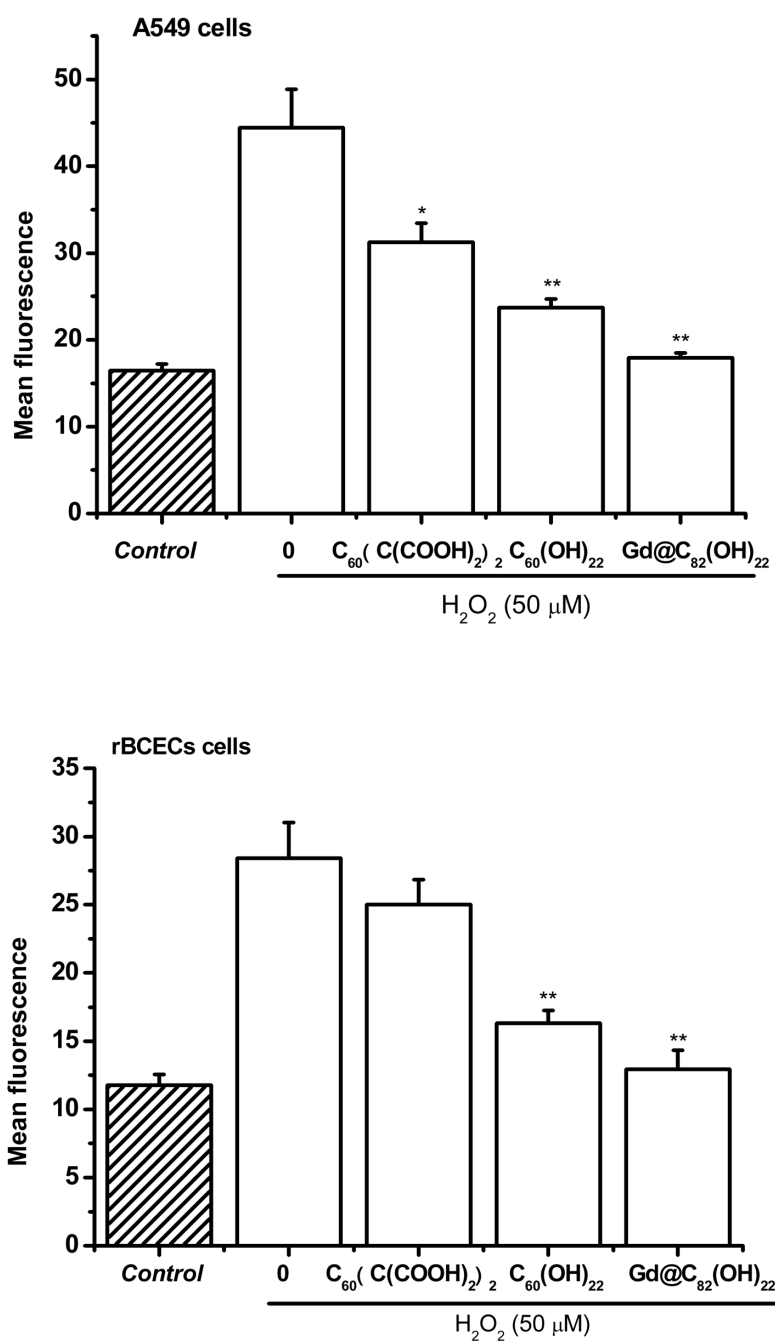 A549 cells
Mean fluorescence
50
40
30
20
10
0
*
**
**
Control 0 C₆₀( C(COOH)₂)₂ C₆₀(OH)₂₂ Gd@C₈₂(OH)₂₂
H₂O₂ (50 μM)
rBCECs cells
Mean fluorescence
35
30
25
20
15
10
5
0
**
**
Control 0 C₆₀( C(COOH)₂)₂ C₆₀(OH)₂₂ Gd@C₈₂(OH)₂₂
H₂O₂ (50 μM)